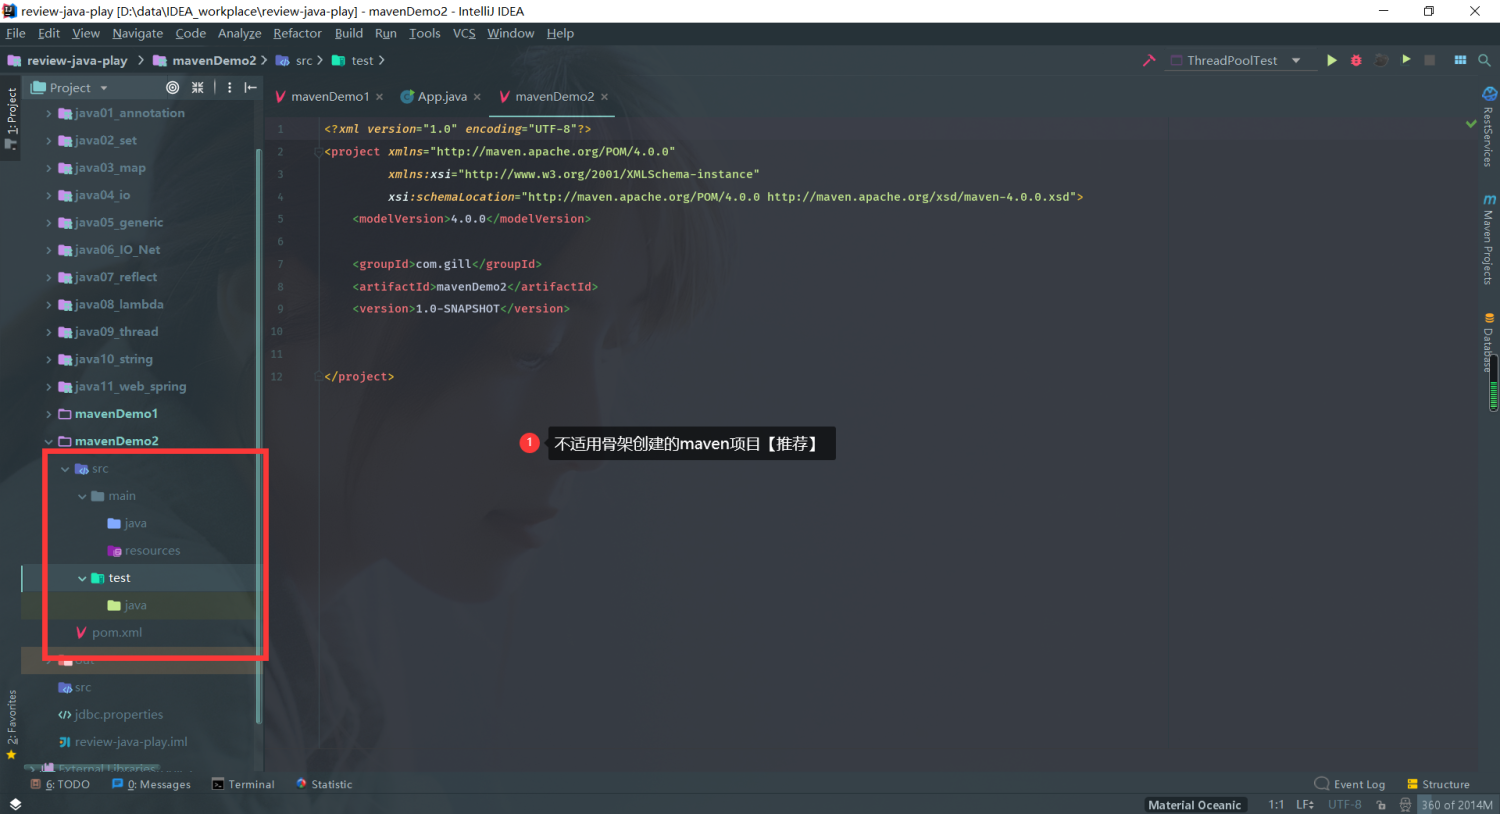 review-java-play [D:\data\IDEA_workplace\review-java-play] - mavenDemo2 - IntelliJ IDEA
File Edit View Navigate Code Analyze Refactor Build Run Tools VCS Window Help
review-java-play mavenDemo2 src test ThreadPoolTest
Project
mavenDemo1 App.java mavenDemo2
1: Project
java01_annotation
java02_set
java03_map
java04_io
java05_generic
java06_IO_Net
java07_reflect
java08_lambda
java09_thread
java10_string
java11_web_spring
mavenDemo1
mavenDemo2
src
main
java
resources
test
java
pom.xml
out
src
jdbc.properties
review-java-play.iml
External Libraries
2: Favorites
1 <?xml version="1.0" encoding="UTF-8"?>
2 <project xmlns="http://maven.apache.org/POM/4.0.0"
3 xmlns:xsi="http://www.w3.org/2001/XMLSchema-instance"
4 xsi:schemaLocation="http://maven.apache.org/POM/4.0.0 http://maven.apache.org/xsd/maven-4.0.0.xsd">
5 <modelVersion>4.0.0</modelVersion>
6
7 <groupId>com.gill</groupId>
8 <artifactId>mavenDemo2</artifactId>
9 <version>1.0-SNAPSHOT</version>
10
11
12 </project>
1 不适用骨架创建的maven项目【推荐】
RestServices
Maven Projects
Database
6: TODO 0: Messages Terminal Statistic Event Log Structure
Material Oceanic 1:1 LF UTF-8 360 of 2014M